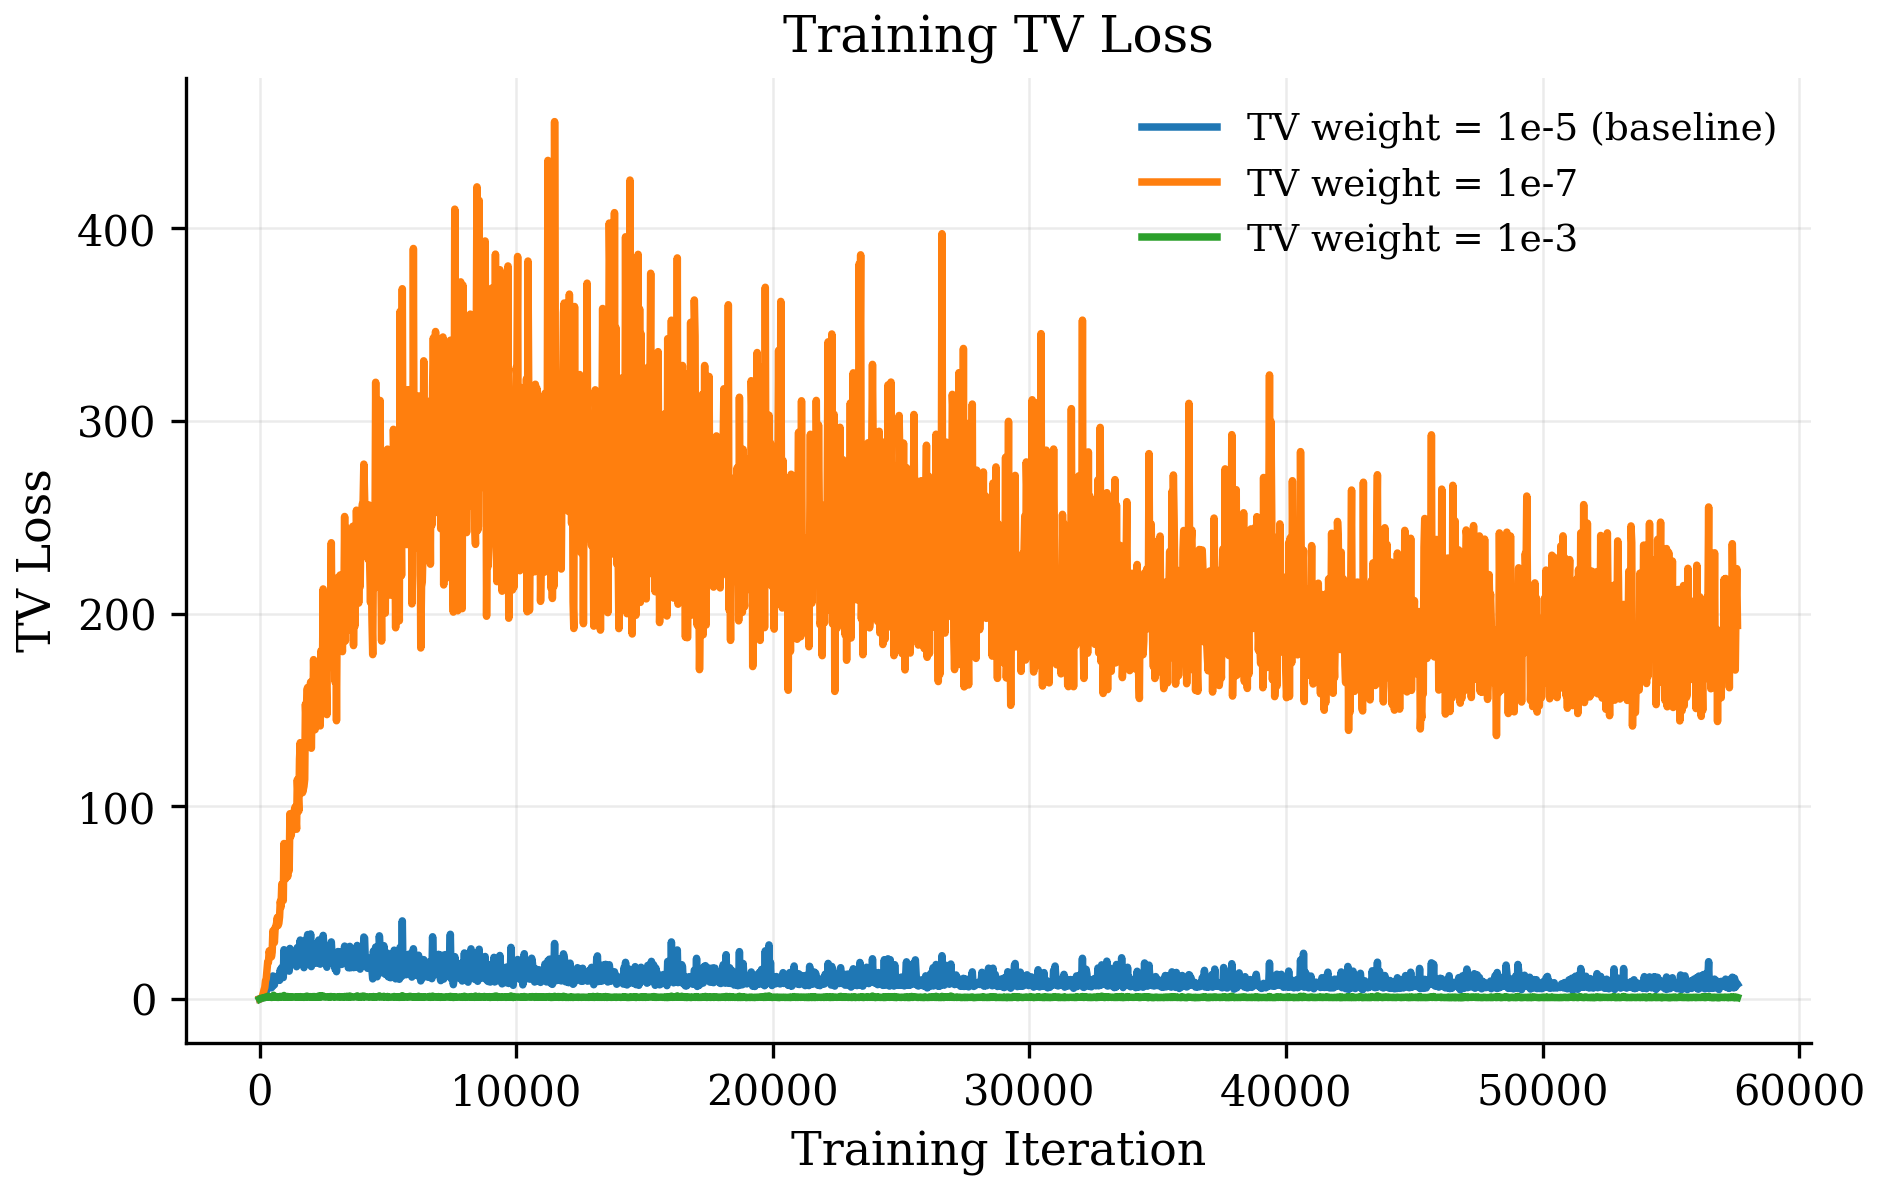 Training TV Loss
TV weight = 1e-5 (baseline)
TV weight = 1e-7
TV weight = 1e-3
TV Loss
400
300
200
100
0
0 10000 20000 30000 40000 50000 60000
Training Iteration